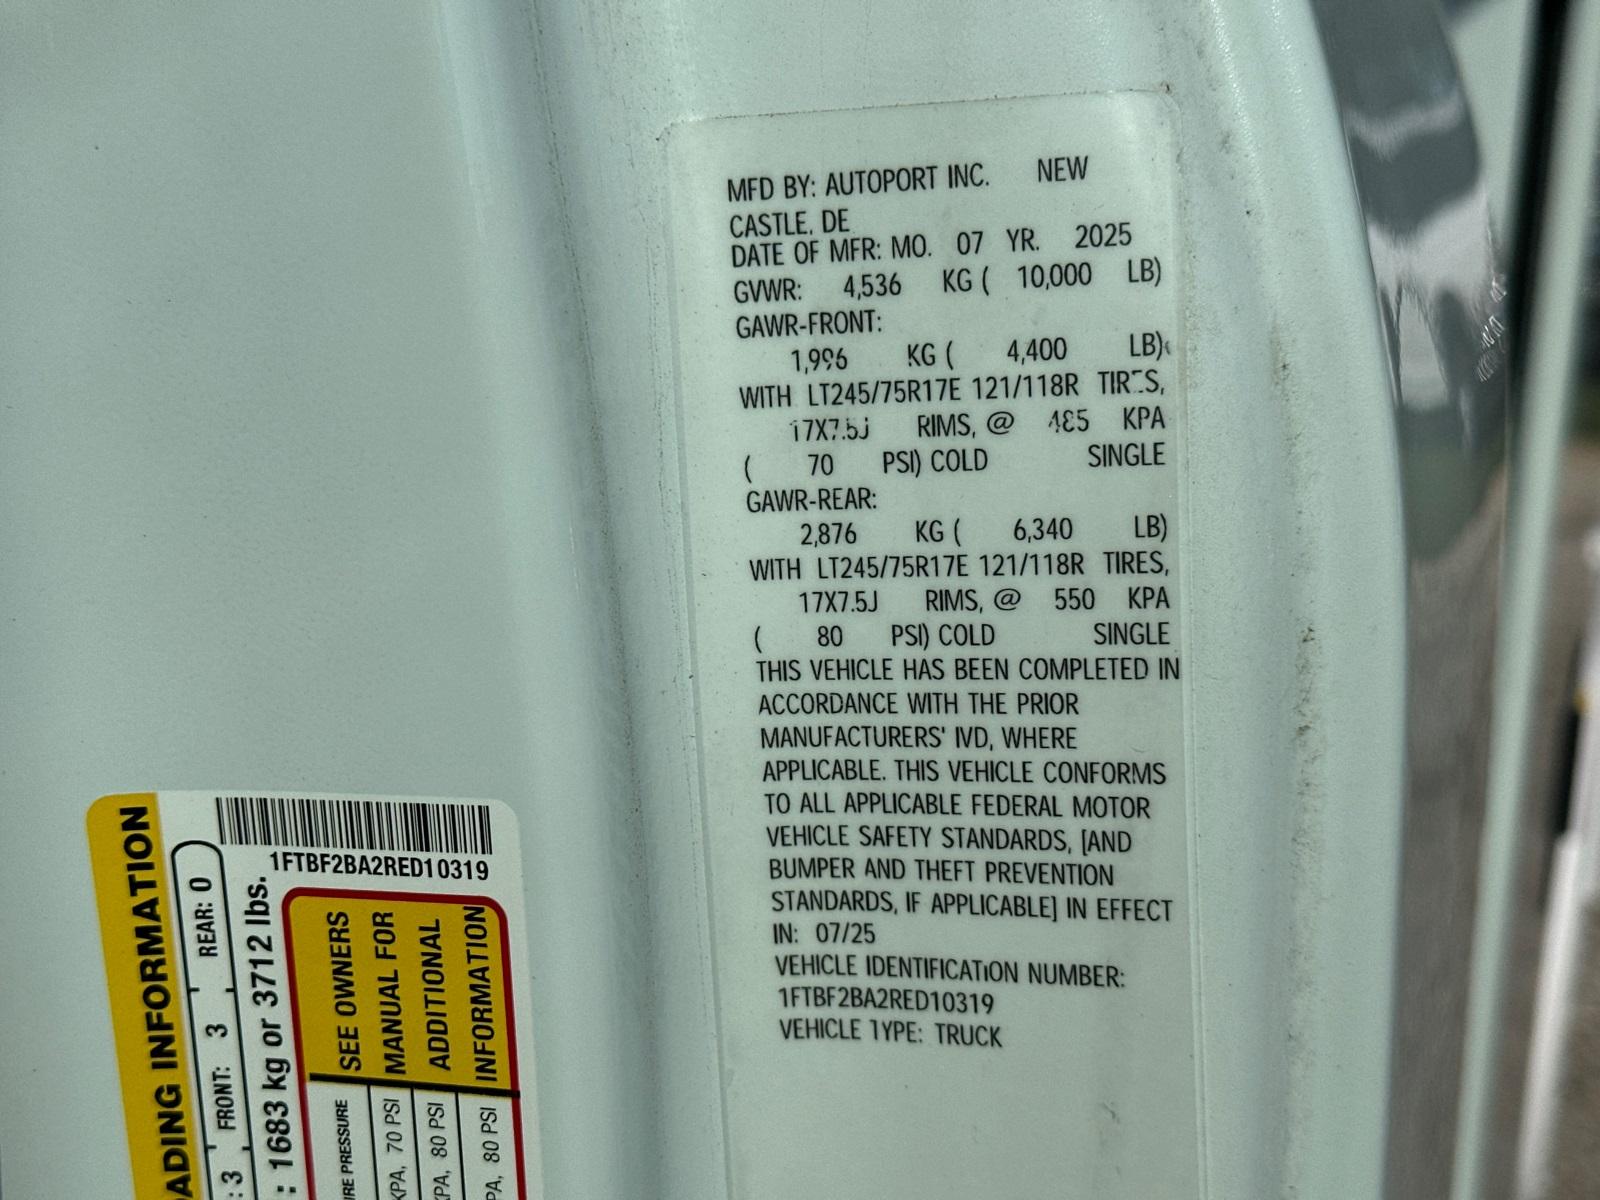 MFD BY: AUTOPORT INC. NEW
CASTLE, DE
DATE OF MFR: MO. 07 YR. 2025
GVWR: 4,536 KG ( 10,000 LB)
GAWR-FRONT:
1,996 KG ( 4,400 LB)
WITH LT245/75R17E 121/118R TIRES,
17X7.5J RIMS, @ 485 KPA
( 70 PSI) COLD SINGLE
GAWR-REAR:
2,876 KG ( 6,340 LB)
WITH LT245/75R17E 121/118R TIRES,
17X7.5J RIMS, @ 550 KPA
( 80 PSI) COLD SINGLE
THIS VEHICLE HAS BEEN COMPLETED IN
ACCORDANCE WITH THE PRIOR
MANUFACTURERS' IVD, WHERE
APPLICABLE. THIS VEHICLE CONFORMS
TO ALL APPLICABLE FEDERAL MOTOR
VEHICLE SAFETY STANDARDS, [AND
BUMPER AND THEFT PREVENTION
STANDARDS, IF APPLICABLE] IN EFFECT
IN: 07/25
VEHICLE IDENTIFICATION NUMBER:
1FTBF2BA2RED10319
VEHICLE TYPE: TRUCK
1FTBF2BA2RED10319
ADING INFORMATION
: 3 FRONT: 3 REAR: 0
: 1683 kg or 3712 lbs.
SEE OWNERS
MANUAL FOR
ADDITIONAL
INFORMATION
IRE PRESSURE
KPA, 70 PSI
KPA, 80 PSI
PA, 80 PSI